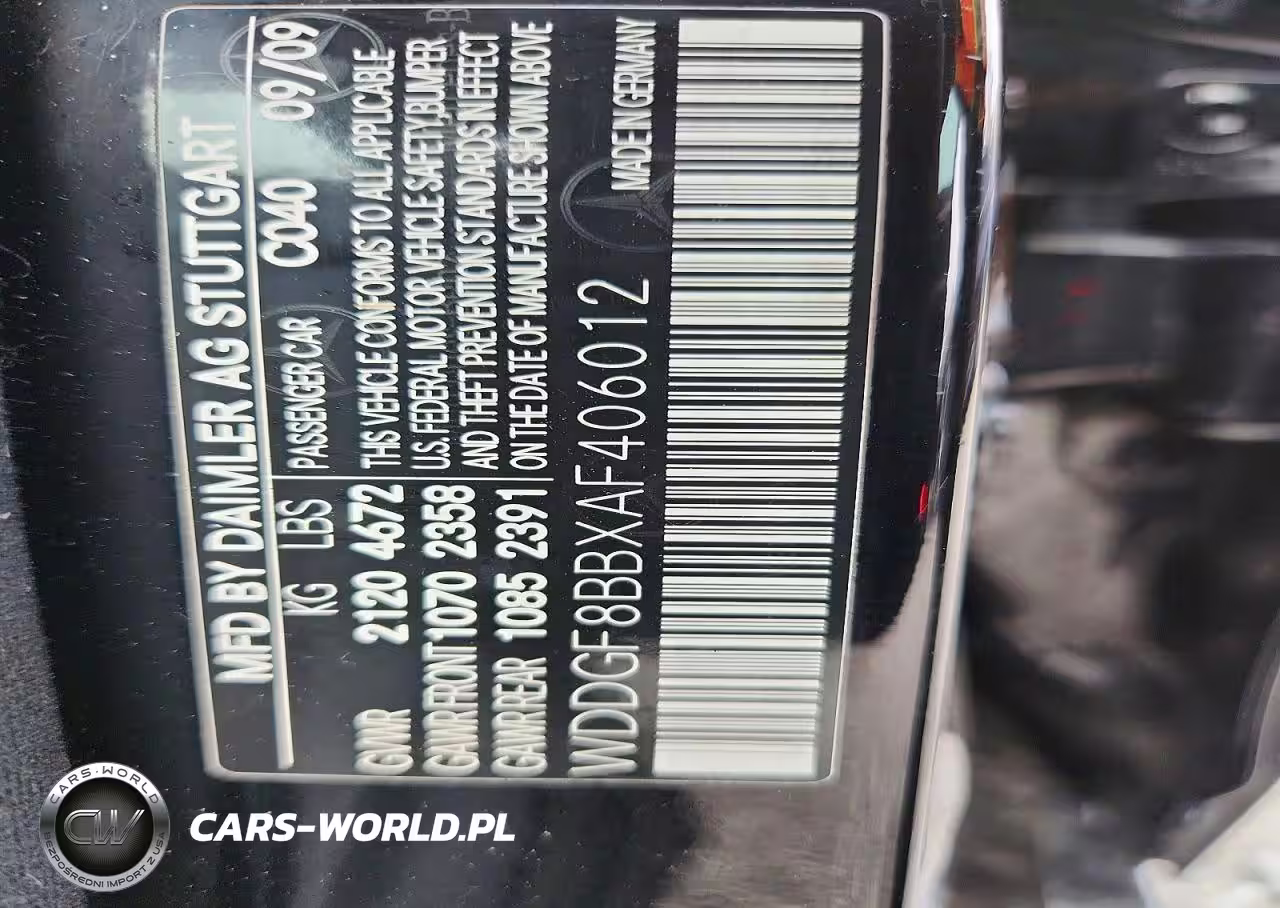 MFD BY DAIMLER AG STUTTGART
KG LBS PASSENGER CAR C040 09/09
GVWR 2120 4672 THIS VEHICLE CONFORMS TO ALL APPLICABLE
GAWR FRONT 1070 2358 U.S. FEDERAL MOTOR VEHICLE SAFETY, BUMPER
AND THEFT PREVENTION STANDARDS IN EFFECT
GAWR REAR 1085 2391 ON THE DATE OF MANUFACTURE SHOWN ABOVE
WDDGF8BBXAF406012 MADE IN GERMANY
CARS-WORLD
CW
BEZPOŚREDNI IMPORT Z USA
CARS-WORLD.PL